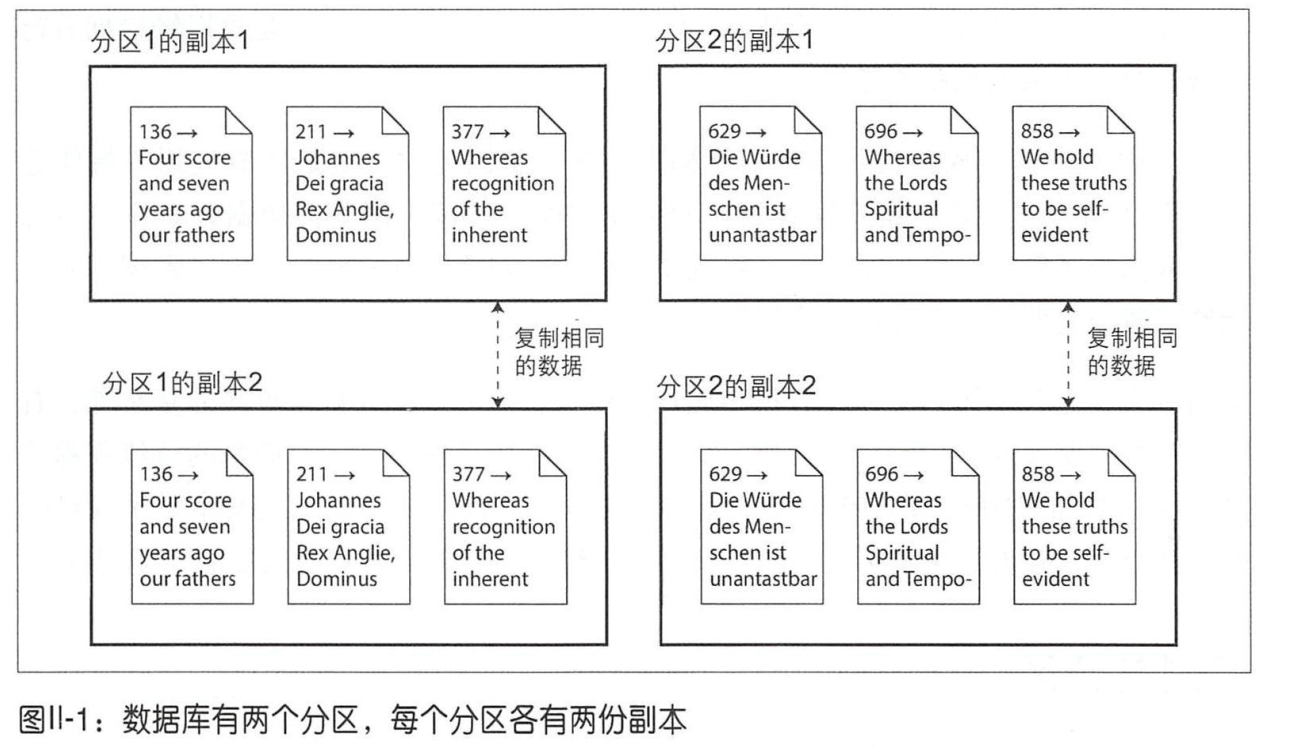 分区1的副本1
136 →
Four score
and seven
years ago
our fathers
211 →
Johannes
Dei gracia
Rex Anglie,
Dominus
377 →
Whereas
recognition
of the
inherent
分区2的副本1
629 →
Die Würde
des Men-
schen ist
unantastbar
696 →
Whereas
the Lords
Spiritual
and Tempo-
858 →
We hold
these truths
to be self-
evident
复制相同
的数据
复制相同
的数据
分区1的副本2
136 →
Four score
and seven
years ago
our fathers
211 →
Johannes
Dei gracia
Rex Anglie,
Dominus
377 →
Whereas
recognition
of the
inherent
分区2的副本2
629 →
Die Würde
des Men-
schen ist
unantastbar
696 →
Whereas
the Lords
Spiritual
and Tempo-
858 →
We hold
these truths
to be self-
evident
图II-1：数据库有两个分区，每个分区各有两份副本